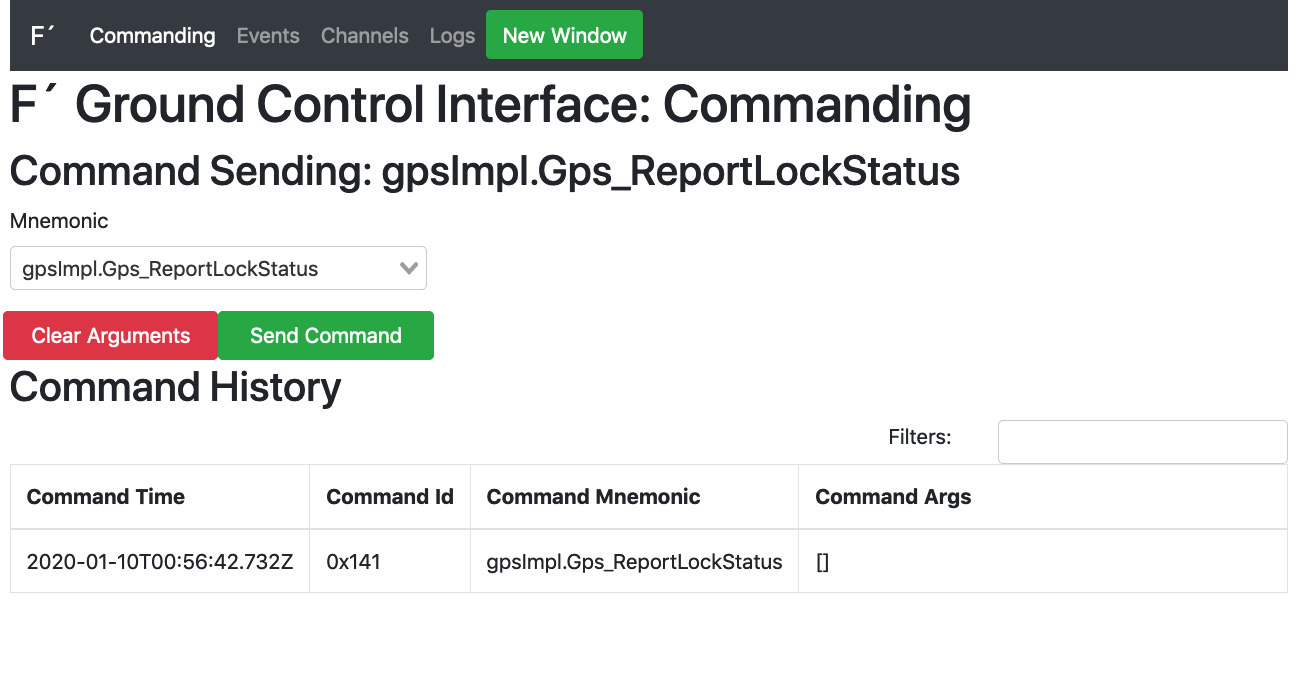 F´ Commanding Events Channels Logs New Window
F´ Ground Control Interface: Commanding
Command Sending: gpsImpl.Gps_ReportLockStatus
Mnemonic
gpsImpl.Gps_ReportLockStatus
Clear Arguments Send Command
Command History
Filters:
Command Time Command Id Command Mnemonic Command Args
2020-01-10T00:56:42.732Z 0x141 gpsImpl.Gps_ReportLockStatus []